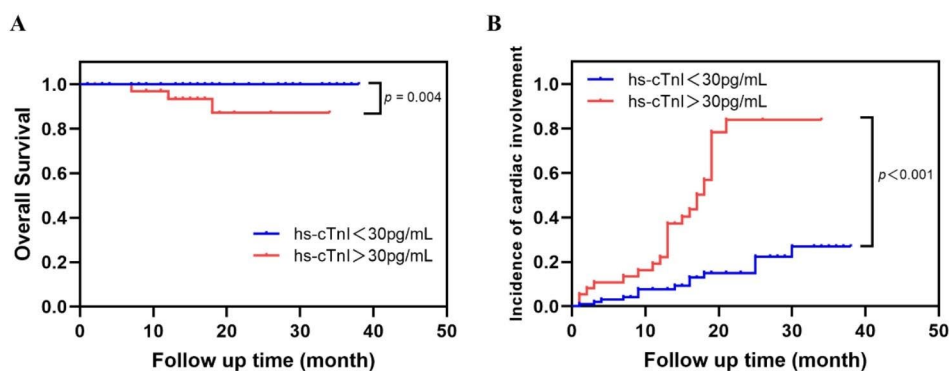 A
Overall Survival
1.0
0.8
0.6
0.4
0.2
0.0
0 10 20 30 40 50
Follow up time (month)
p = 0.004
hs-cTnI＜30pg/mL
hs-cTnI＞30pg/mL
B
Incidence of cardiac involvement
1.0
0.8
0.6
0.4
0.2
0.0
0 10 20 30 40 50
Follow up time (month)
hs-cTnI＜30pg/mL
hs-cTnI＞30pg/mL
p＜0.001